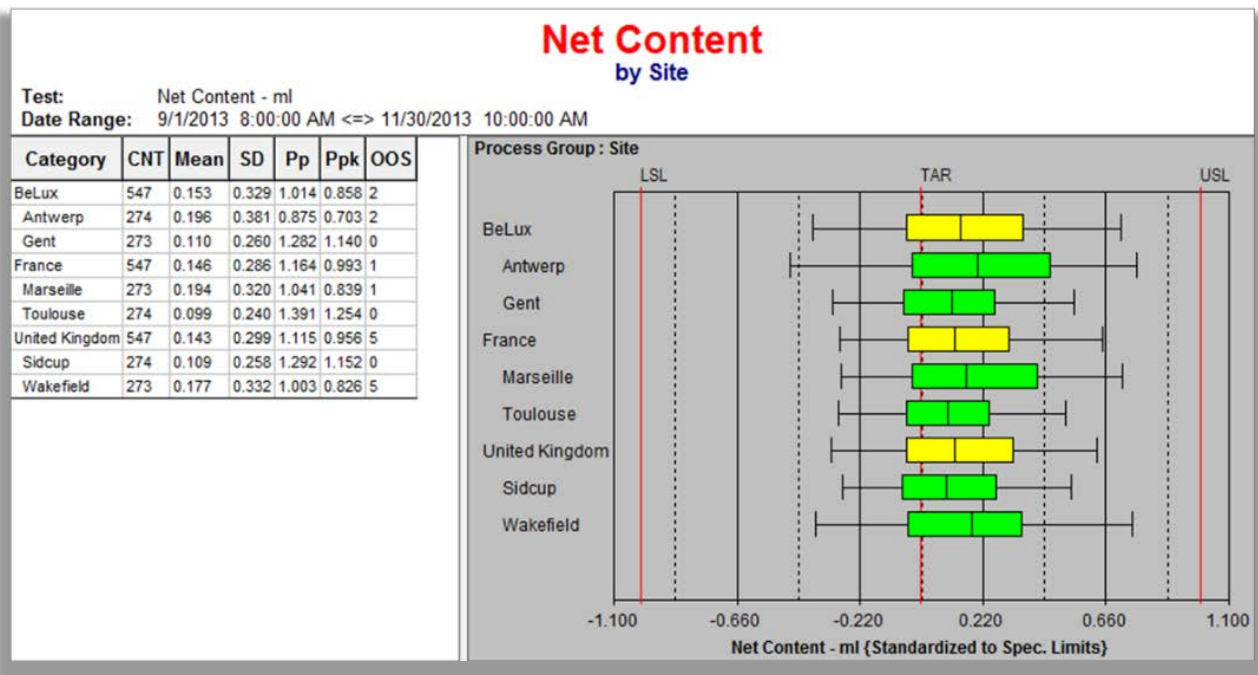 Net Content
by Site
Test: Net Content - ml
Date Range: 9/1/2013 8:00:00 AM <=> 11/30/2013 10:00:00 AM
Category CNT Mean SD Pp Ppk OOS
BeLux 547 0.153 0.329 1.014 0.858 2
Antwerp 274 0.196 0.381 0.875 0.703 2
Gent 273 0.110 0.260 1.282 1.140 0
France 547 0.146 0.286 1.164 0.993 1
Marseille 273 0.194 0.320 1.041 0.839 1
Toulouse 274 0.099 0.240 1.391 1.254 0
United Kingdom 547 0.143 0.299 1.115 0.956 5
Sidcup 274 0.109 0.258 1.292 1.152 0
Wakefield 273 0.177 0.332 1.003 0.826 5
Process Group : Site
LSL TAR USL
BeLux
Antwerp
Gent
France
Marseille
Toulouse
United Kingdom
Sidcup
Wakefield
-1.100 -0.660 -0.220 0.220 0.660 1.100
Net Content - ml {Standardized to Spec. Limits}